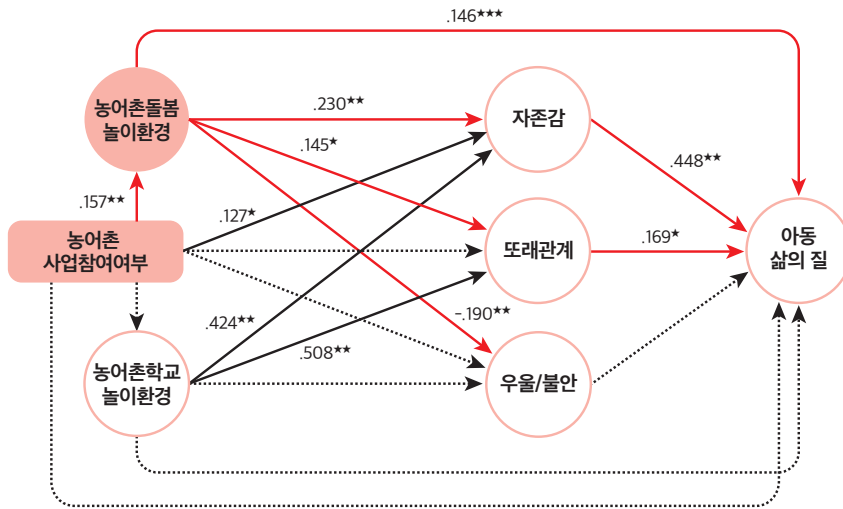 .146★★★
농어촌돌봄
놀이환경
.230★★
자존감
.145★
.448★★
.157★★
.127★
농어촌
사업참여여부
또래관계
.169★
아동
삶의 질
.424★★
-.190★★
.508★★
농어촌학교
놀이환경
우울/불안